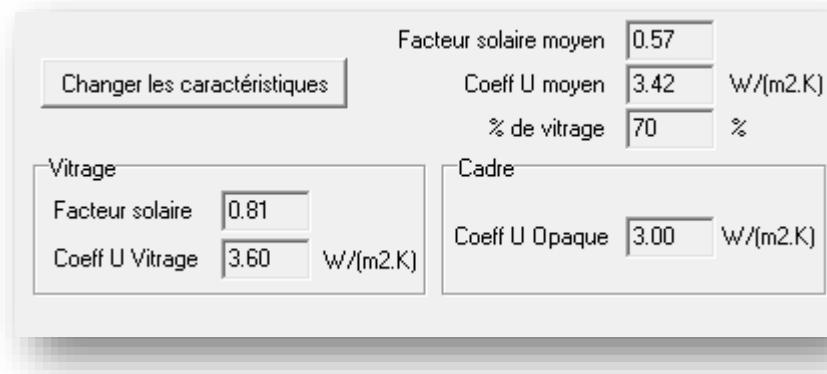 Facteur solaire moyen 0.57
Changer les caractéristiques Coeff U moyen 3.42 W/(m2.K)
% de vitrage 70 %
Vitrage Cadre
Facteur solaire 0.81
Coeff U Opaque 3.00 W/(m2.K)
Coeff U Vitrage 3.60 W/(m2.K)